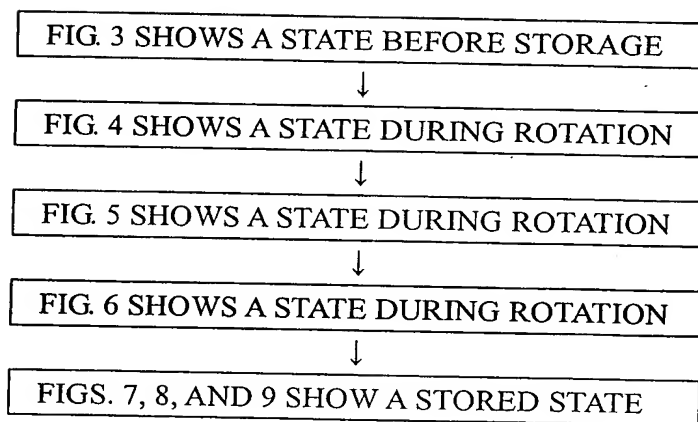 FIG. 3 SHOWS A STATE BEFORE STORAGE
↓
FIG. 4 SHOWS A STATE DURING ROTATION
↓
FIG. 5 SHOWS A STATE DURING ROTATION
↓
FIG. 6 SHOWS A STATE DURING ROTATION
↓
FIGS. 7, 8, AND 9 SHOW A STORED STATE